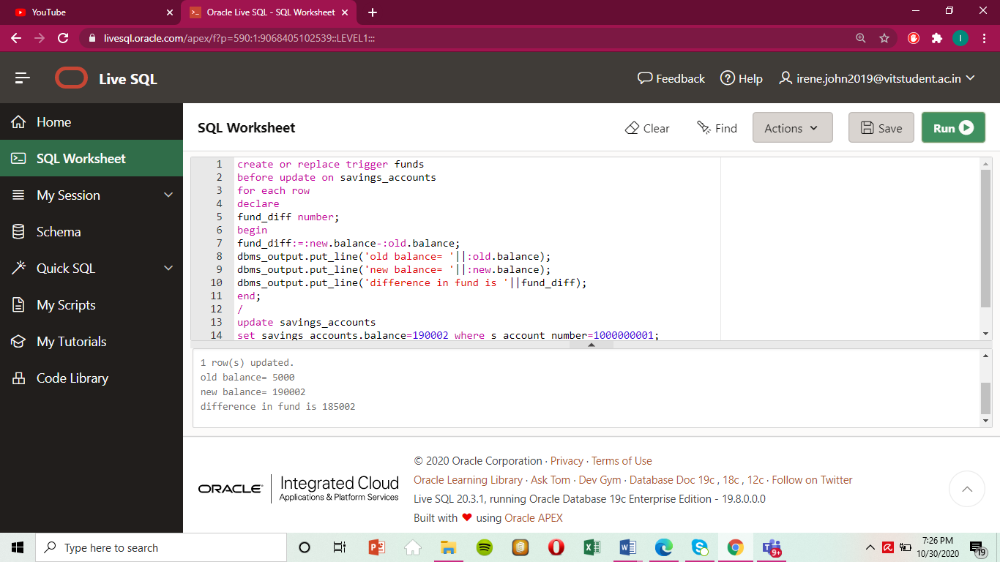 YouTube
Oracle Live SQL - SQL Worksheet
livesql.oracle.com/apex/f?p=590:1:9068405102539::LEVEL1:::
I
Live SQL
Feedback
Help
irene.john2019@vitstudent.ac.in
Home
SQL Worksheet
My Session
Schema
Quick SQL
My Scripts
My Tutorials
Code Library
SQL Worksheet
Clear
Find
Actions
Save
Run
1 create or replace trigger funds
2 before update on savings_accounts
3 for each row
4 declare
5 fund_diff number;
6 begin
7 fund_diff:=:new.balance-:old.balance;
8 dbms_output.put_line('old balance= '||:old.balance);
9 dbms_output.put_line('new balance= '||:new.balance);
10 dbms_output.put_line('difference in fund is '||fund_diff);
11 end;
12 /
13 update savings_accounts
14 set savings_accounts.balance=190002 where s_account_number=1000000001;
1 row(s) updated.
old balance= 5000
new balance= 190002
difference in fund is 185002
ORACLE
Integrated Cloud
Applications & Platform Services
© 2020 Oracle Corporation · Privacy · Terms of Use
Oracle Learning Library · Ask Tom · Dev Gym · Database Doc 19c, 18c, 12c · Follow on Twitter
Live SQL 20.3.1, running Oracle Database 19c Enterprise Edition - 19.8.0.0.0
Built with ❤ using Oracle APEX
Type here to search
9+
7:26 PM
10/30/2020
19